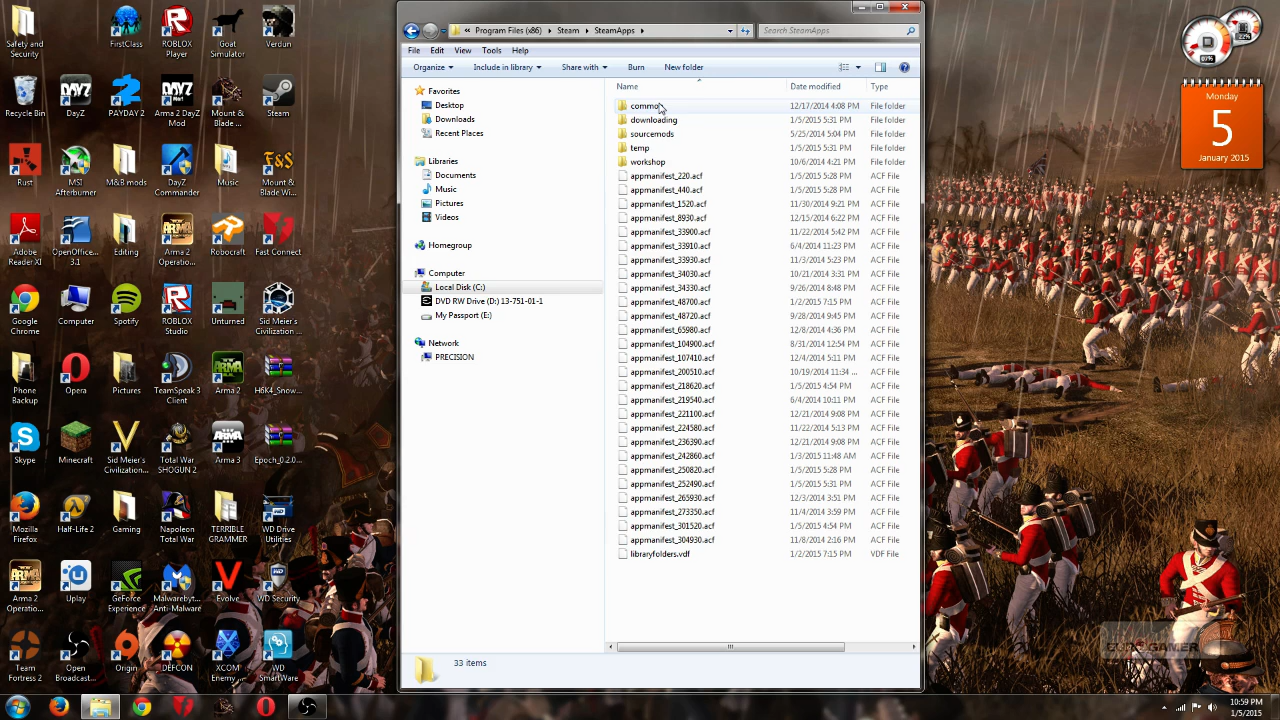 Safety and
Security
FirstClass
ROBLOX
Player
Goat
Simulator
Verdun
Recycle Bin
DayZ
PAYDAY 2
Arma 2 DayZ
Mod
Mount &
Blade ...
Steam
Rust
MSI
Afterburner
M&B mods
DayZ
Commander
Music
Mount &
Blade Wi...
Adobe
Reader XI
OpenOffice...
3.1
Editing
Arma 2
Operatio...
Robocraft
Fast Connect
Google
Chrome
Computer
Spotify
ROBLOX
Studio
Unturned
Sid Meier's
Civilization ...
Phone
Backup
Opera
Pictures
TeamSpeak 3
Client
Arma 2
H6K4_Snow...
Skype
Minecraft
Sid Meier's
Civilization...
Total War
SHOGUN 2
Arma 3
Epoch_0.2.0...
Mozilla
Firefox
Half-Life 2
Gaming
Napoleon
Total War
TERRIBLE
GRAMMER
WD Drive
Utilities
Arma 2
Operatio...
Uplay
GeForce
Experience
Malwarebyt...
Anti-Malware
Evolve
WD Security
Team
Fortress 2
Open
Broadcast...
Origin
DEFCON
XCOM
Enemy ...
WD
SmartWare
« Program Files (x86) Steam SteamApps
Search SteamApps
File Edit View Tools Help
Organize Include in library Share with Burn New folder
Favorites
Desktop
Downloads
Recent Places
Libraries
Documents
Music
Pictures
Videos
Homegroup
Computer
Local Disk (C:)
DVD RW Drive (D:) 13-751-01-1
My Passport (E:)
Network
PRECISION
Name Date modified Type
common 12/17/2014 4:08 PM File folder
downloading 1/5/2015 5:31 PM File folder
sourcemods 5/25/2014 5:04 PM File folder
temp 1/5/2015 5:31 PM File folder
workshop 10/6/2014 4:21 PM File folder
appmanifest_220.acf 1/5/2015 5:28 PM ACF File
appmanifest_440.acf 1/5/2015 5:28 PM ACF File
appmanifest_1520.acf 11/30/2014 9:21 PM ACF File
appmanifest_8930.acf 12/15/2014 6:22 PM ACF File
appmanifest_33900.acf 11/22/2014 5:42 PM ACF File
appmanifest_33910.acf 6/4/2014 11:23 PM ACF File
appmanifest_33930.acf 11/3/2014 5:23 PM ACF File
appmanifest_34030.acf 10/21/2014 3:31 PM ACF File
appmanifest_34330.acf 9/26/2014 8:48 PM ACF File
appmanifest_48700.acf 1/2/2015 7:15 PM ACF File
appmanifest_48720.acf 9/28/2014 9:45 PM ACF File
appmanifest_65980.acf 12/8/2014 4:36 PM ACF File
appmanifest_104900.acf 8/31/2014 12:54 PM ACF File
appmanifest_107410.acf 12/4/2014 5:11 PM ACF File
appmanifest_200510.acf 10/19/2014 11:34 ... ACF File
appmanifest_218620.acf 1/5/2015 4:54 PM ACF File
appmanifest_219540.acf 6/4/2014 10:11 PM ACF File
appmanifest_221100.acf 12/21/2014 9:08 PM ACF File
appmanifest_224580.acf 11/22/2014 5:13 PM ACF File
appmanifest_236390.acf 12/21/2014 9:08 PM ACF File
appmanifest_242860.acf 1/3/2015 11:48 AM ACF File
appmanifest_250820.acf 1/5/2015 5:28 PM ACF File
appmanifest_252490.acf 1/5/2015 5:31 PM ACF File
appmanifest_265930.acf 12/3/2014 3:51 PM ACF File
appmanifest_273350.acf 11/4/2014 3:59 PM ACF File
appmanifest_301520.acf 1/5/2015 4:54 PM ACF File
appmanifest_304930.acf 11/8/2014 2:16 PM ACF File
libraryfolders.vdf 1/2/2015 7:15 PM VDF File
33 items
07%
22%
Monday
5
January 2015
10:59 PM
1/5/2015